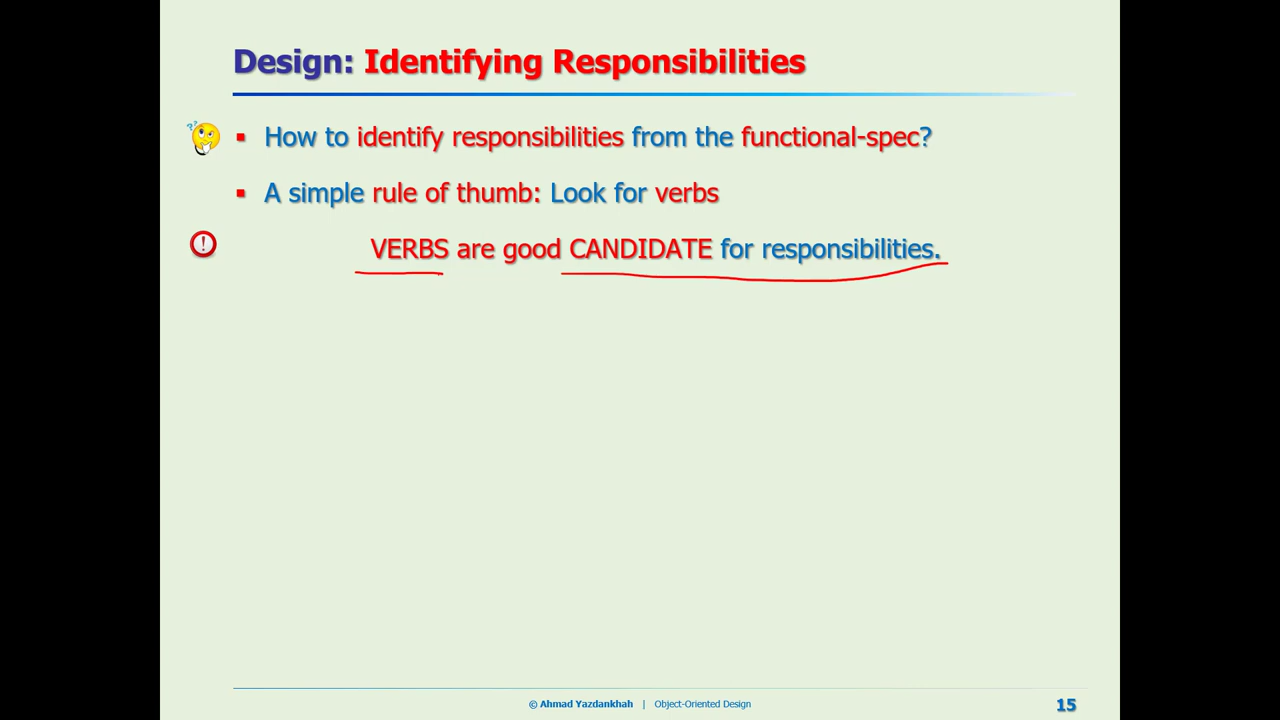 Design: Identifying Responsibilities
▪ How to identify responsibilities from the functional-spec?
▪ A simple rule of thumb: Look for verbs
VERBS are good CANDIDATE for responsibilities.
© Ahmad Yazdankhah | Object-Oriented Design
15